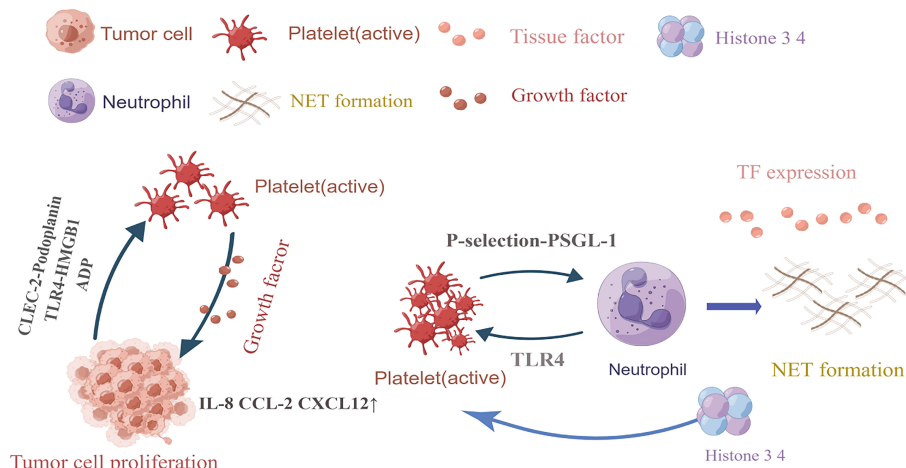 Tumor cell
Platelet(active)
Tissue factor
Histone 3 4
Neutrophil
NET formation
Growth factor
Platelet(active)
CLEC-2-Podoplanin
TLR4-HMGB1
ADP
Growth facror
IL-8 CCL-2 CXCL12↑
Tumor cell proliferation
P-selection-PSGL-1
TLR4
Platelet(active)
Neutrophil
TF expression
NET formation
Histone 3 4